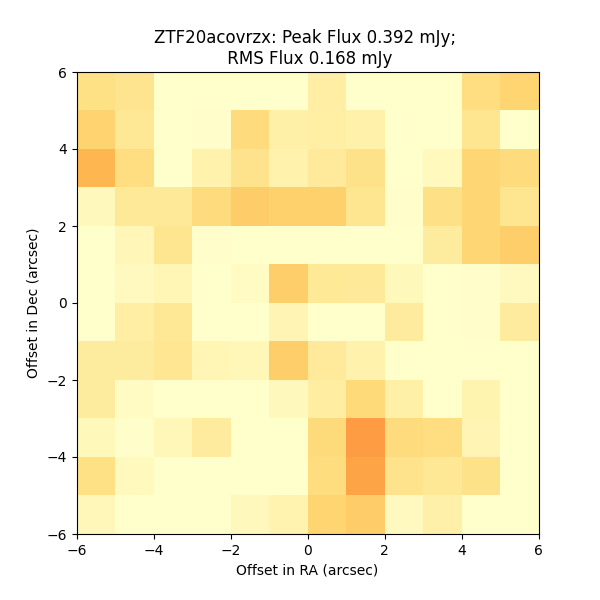 ZTF20acovrzx: Peak Flux 0.392 mJy;
RMS Flux 0.168 mJy
6
4
2
0
−2
−4
−6
Offset in Dec (arcsec)
−6 −4 −2 0 2 4 6
Offset in RA (arcsec)